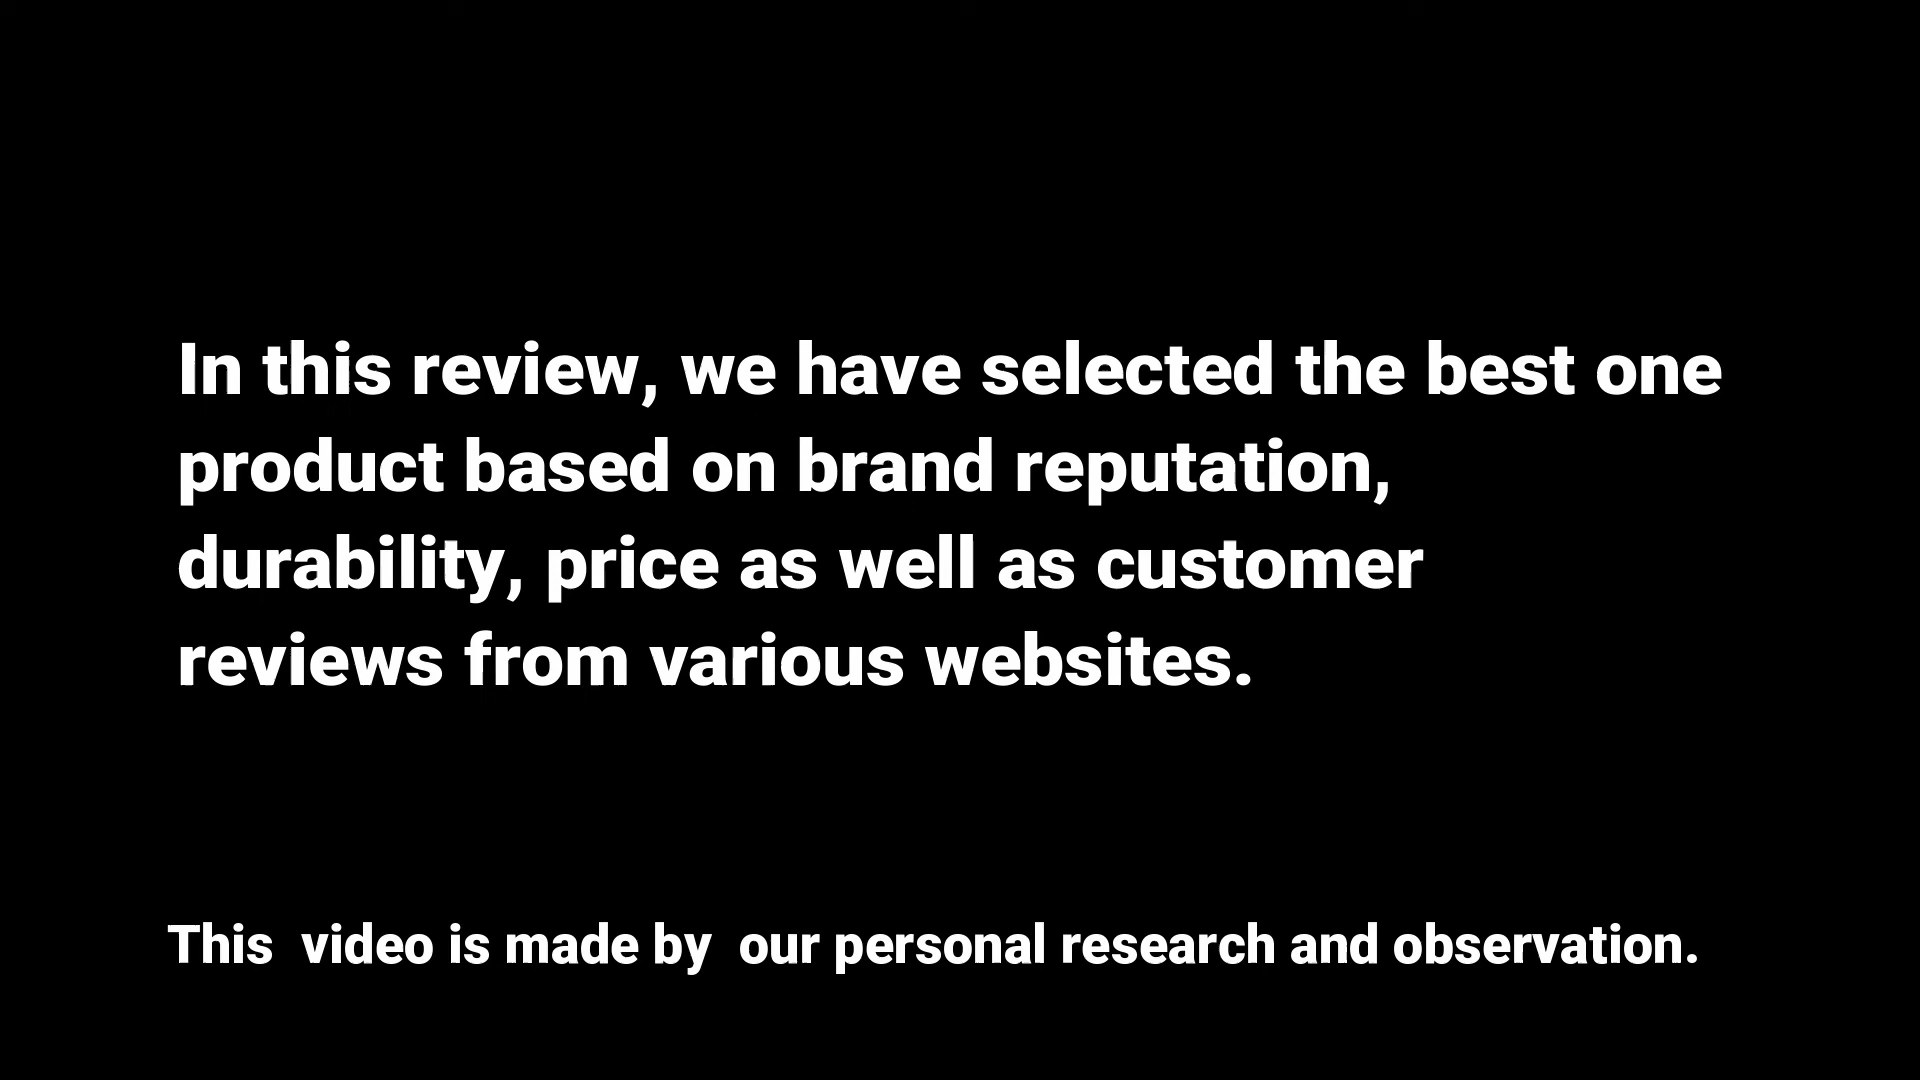 In this review, we have selected the best one
product based on brand reputation,
durability, price as well as customer
reviews from various websites.
This  video is made by  our personal research and observation.